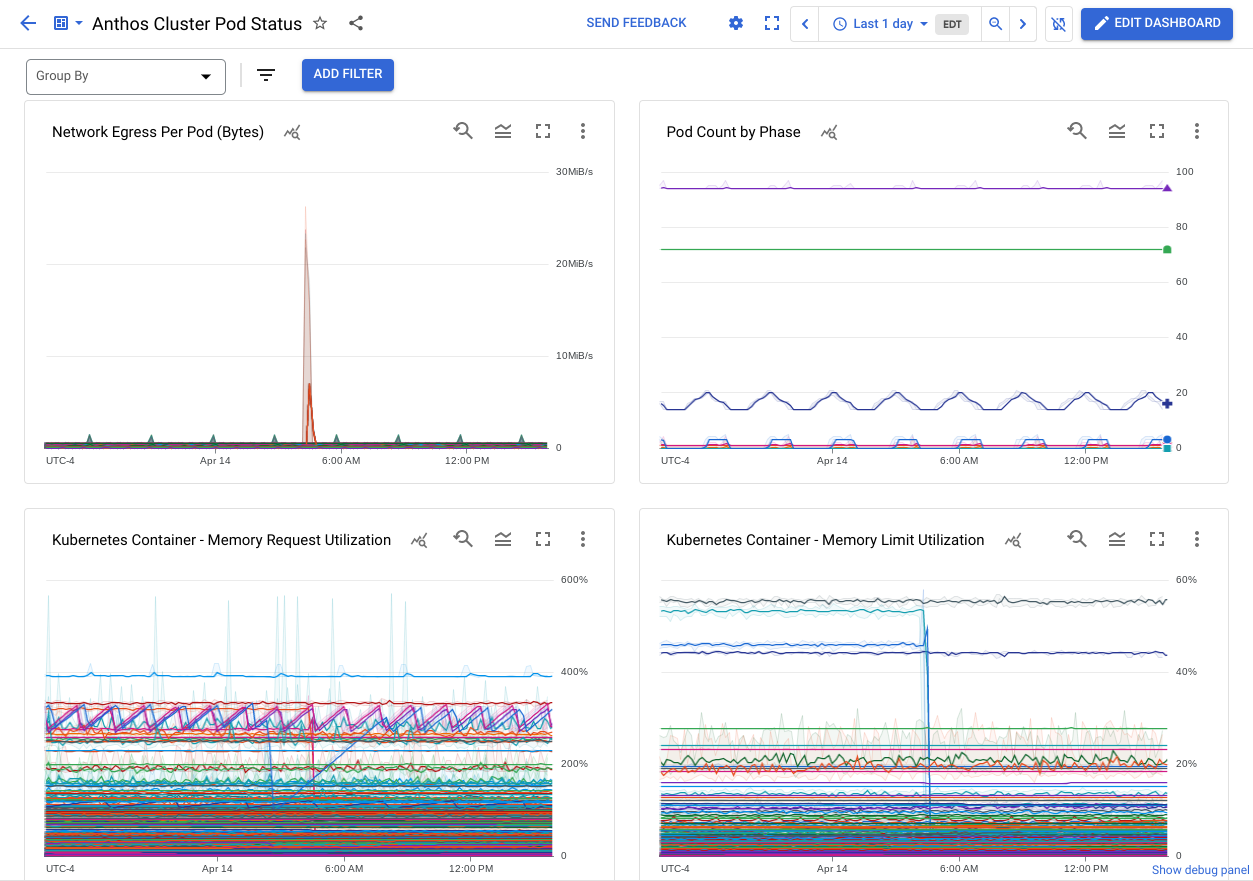 Anthos Cluster Pod Status
SEND FEEDBACK
Last 1 day
EDT
EDIT DASHBOARD
Group By
ADD FILTER
Network Egress Per Pod (Bytes)
30MiB/s
20MiB/s
10MiB/s
0
UTC-4
Apr 14
6:00 AM
12:00 PM
Pod Count by Phase
100
80
60
40
20
0
UTC-4
Apr 14
6:00 AM
12:00 PM
Kubernetes Container - Memory Request Utilization
600%
400%
200%
0
UTC-4
Apr 14
6:00 AM
12:00 PM
Kubernetes Container - Memory Limit Utilization
60%
40%
20%
0
UTC-4
Apr 14
6:00 AM
12:00 PM
Show debug panel